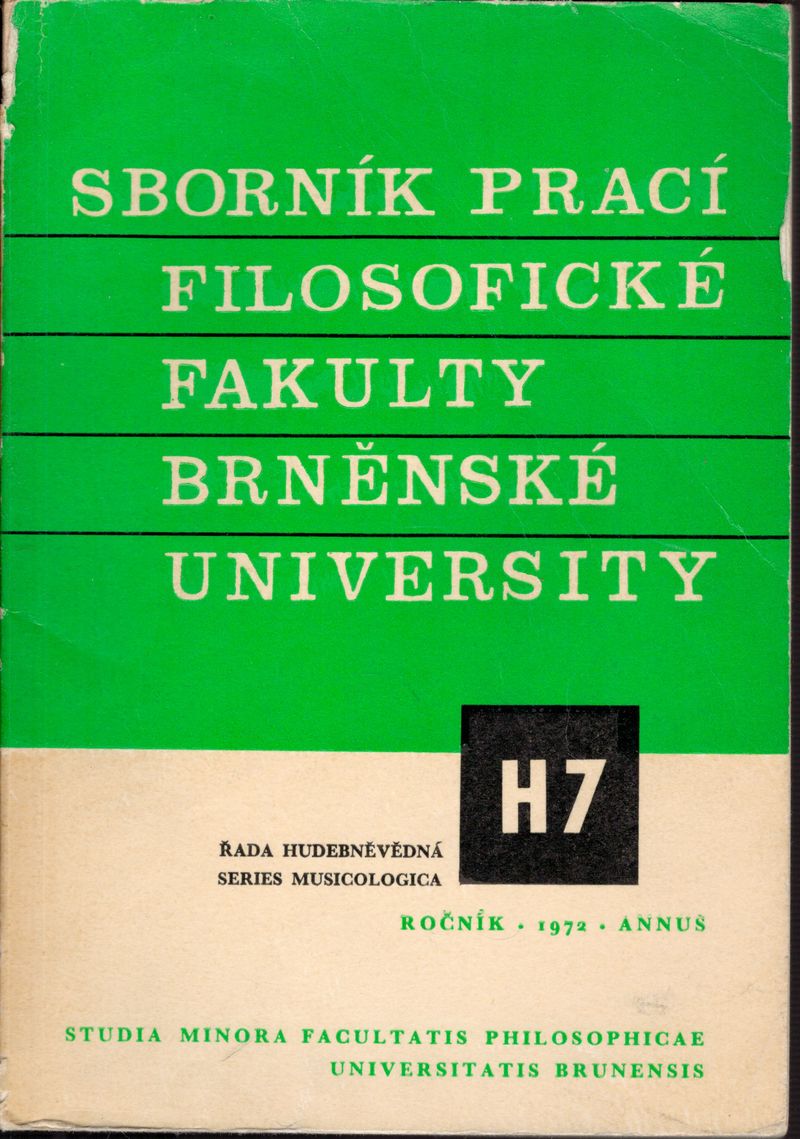 SBORNÍK PRACÍ
FILOSOFICKÉ
FAKULTY
BRNĚNSKÉ
UNIVERSITY
H7
ŘADA HUDEBNĚVĚDNÁ
SERIES MUSICOLOGICA
ROČNÍK • 1972 • ANNUS
STUDIA MINORA FACULTATIS PHILOSOPHICAE
UNIVERSITATIS BRUNENSIS